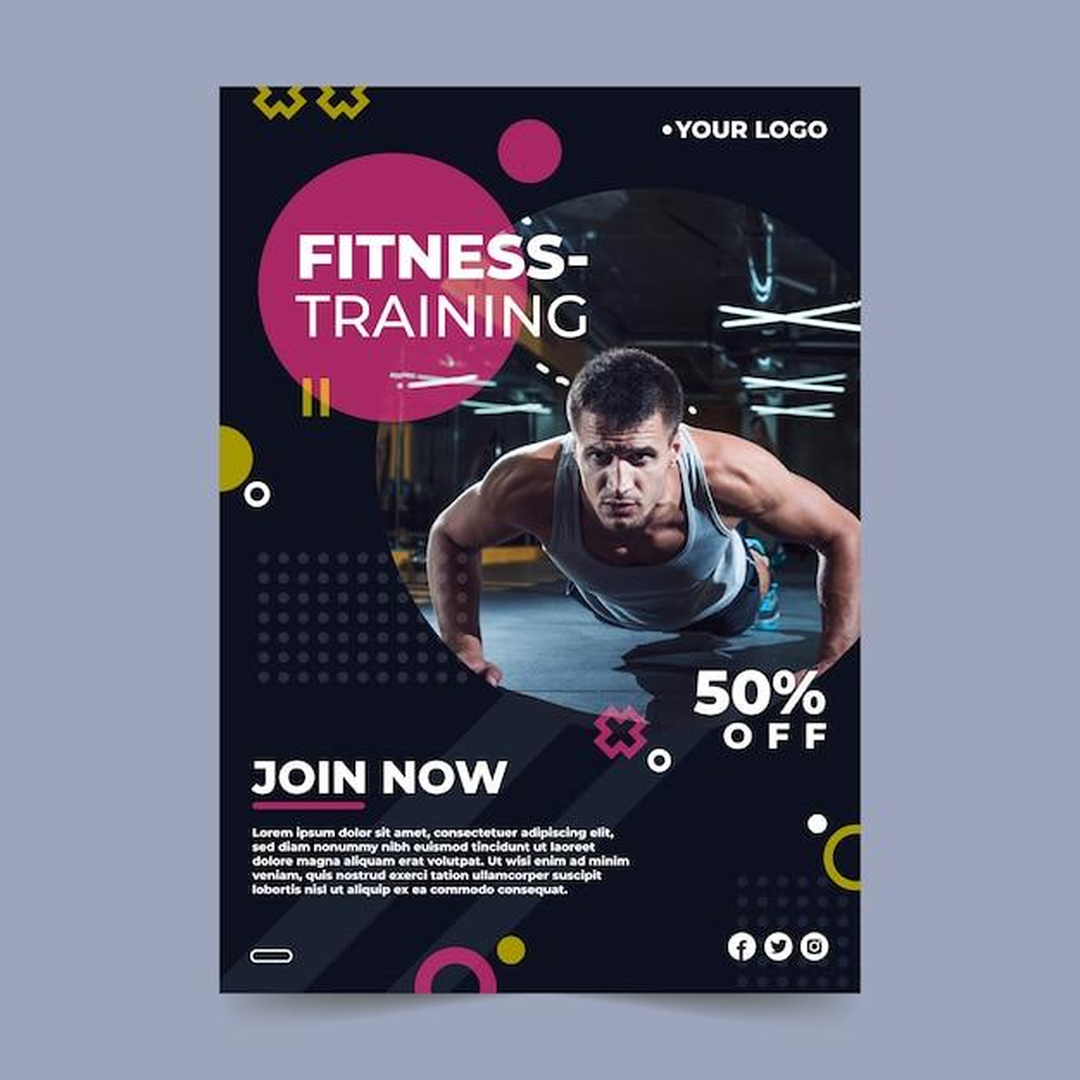 •YOUR LOGO
FITNESS-
TRAINING
50%
OFF
JOIN NOW
Lorem ipsum dolor sit amet, consectetuer adipiscing elit,
sed diam nonummy nibh euismod tincidunt ut laoreet
dolore magna aliquam erat volutpat. Ut wisi enim ad minim
veniam, quis nostrud exerci tation ullamcorper suscipit
lobortis nisl ut aliquip ex ea commodo consequat.